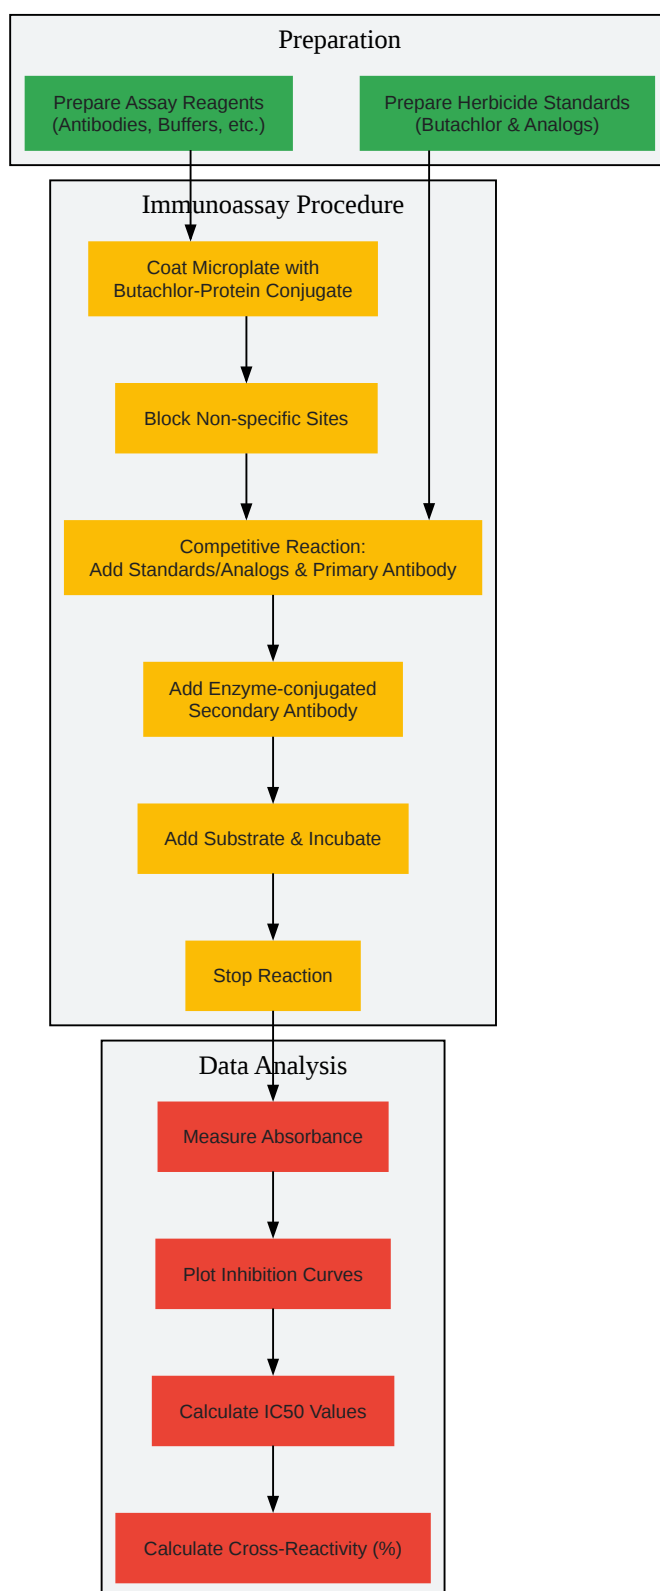 Preparation
Prepare Assay Reagents
(Antibodies, Buffers, etc.)
Prepare Herbicide Standards
(Butachlor & Analogs)
Immunoassay Procedure
Coat Microplate with
Butachlor-Protein Conjugate
Block Non-specific Sites
Competitive Reaction:
Add Standards/Analogs & Primary Antibody
Add Enzyme-conjugated
Secondary Antibody
Add Substrate & Incubate
Stop Reaction
Data Analysis
Measure Absorbance
Plot Inhibition Curves
Calculate IC50 Values
Calculate Cross-Reactivity (%)